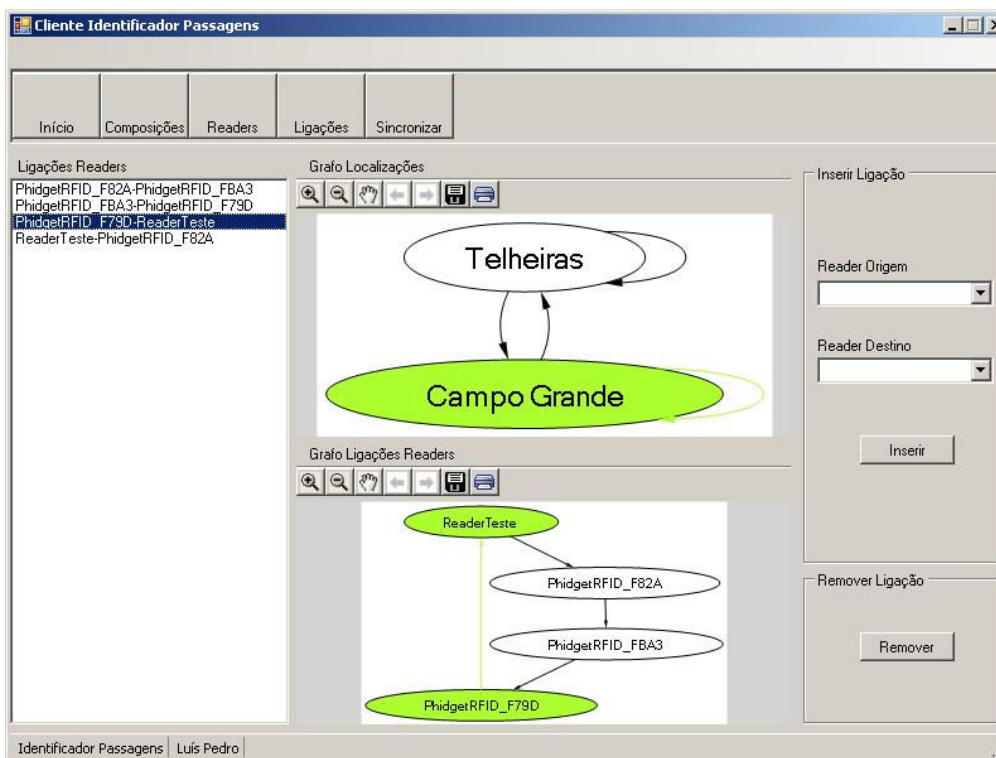 Cliente Identificador Passagens
Início
Composições
Readers
Ligações
Sincronizar
Ligações Readers
PhidgetRFID_F82A-PhidgetRFID_FBA3
PhidgetRFID_FBA3-PhidgetRFID_F79D
PhidgetRFID_F79D-ReaderTeste
ReaderTeste-PhidgetRFID_F82A
Grafo Localizações
Telheiras
Campo Grande
Grafo Ligações Readers
ReaderTeste
PhidgetRFID_F82A
PhidgetRFID_FBA3
PhidgetRFID_F79D
Inserir Ligação
Reader Origem
Reader Destino
Inserir
Remover Ligação
Remover
Identificador Passagens
Luís Pedro